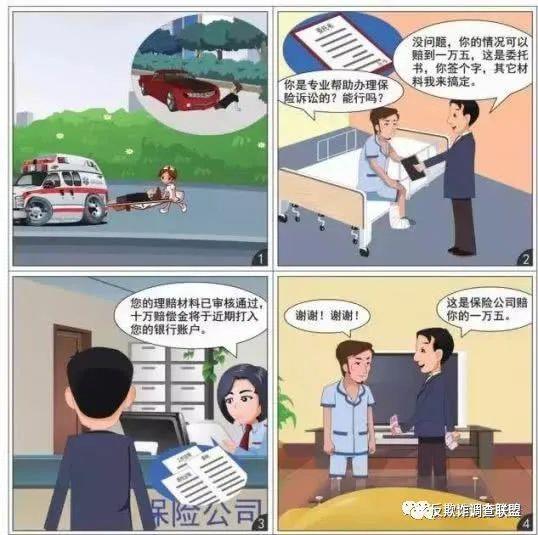 1
委托书
没问题，你的情况可以
赔到一万五，这是委托
书，你签个字，其它材
料我来搞定。
你是专业帮助办理保
险诉讼的？能行吗？
2
您的理赔材料已审核通过，
十万赔偿金将于近期打入
您的银行账户。
保险公司
3
谢谢！谢谢！
这是保险公司赔
你的一万五。
反欺诈调查联盟
4